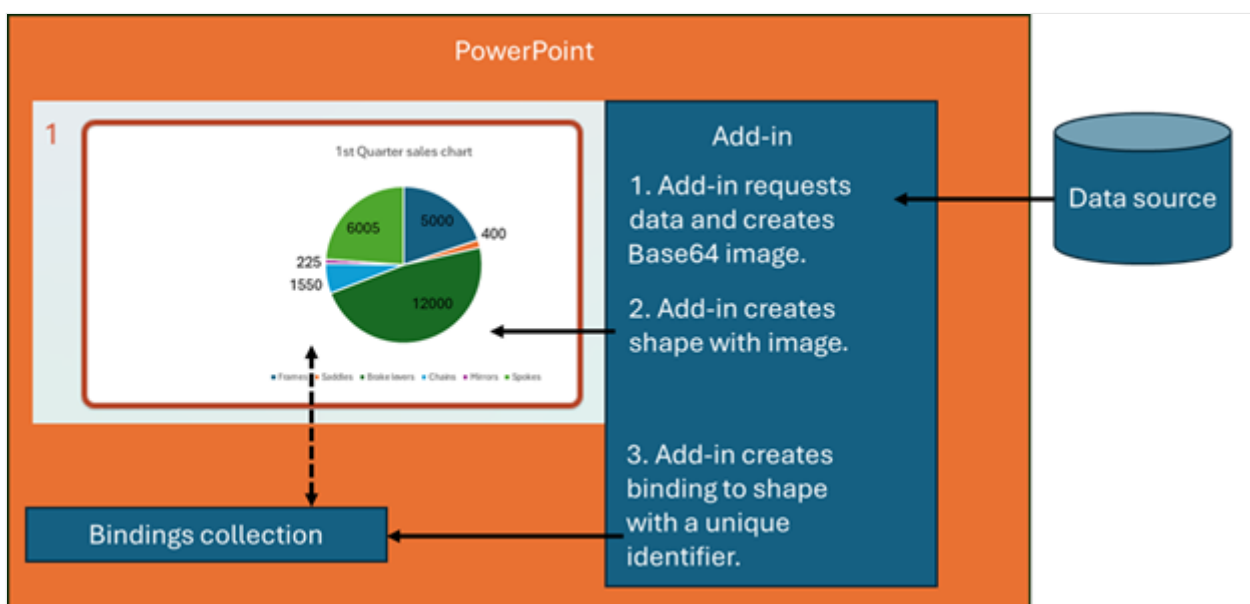 PowerPoint
1
1st Quarter sales chart
5000
400
6005
225
1550
12000
Frames Saddles Brake levers Chains Mirrors Spokes
Add-in
1. Add-in requests
data and creates
Base64 image.
2. Add-in creates
shape with image.
3. Add-in creates
binding to shape
with a unique
identifier.
Data source
Bindings collection